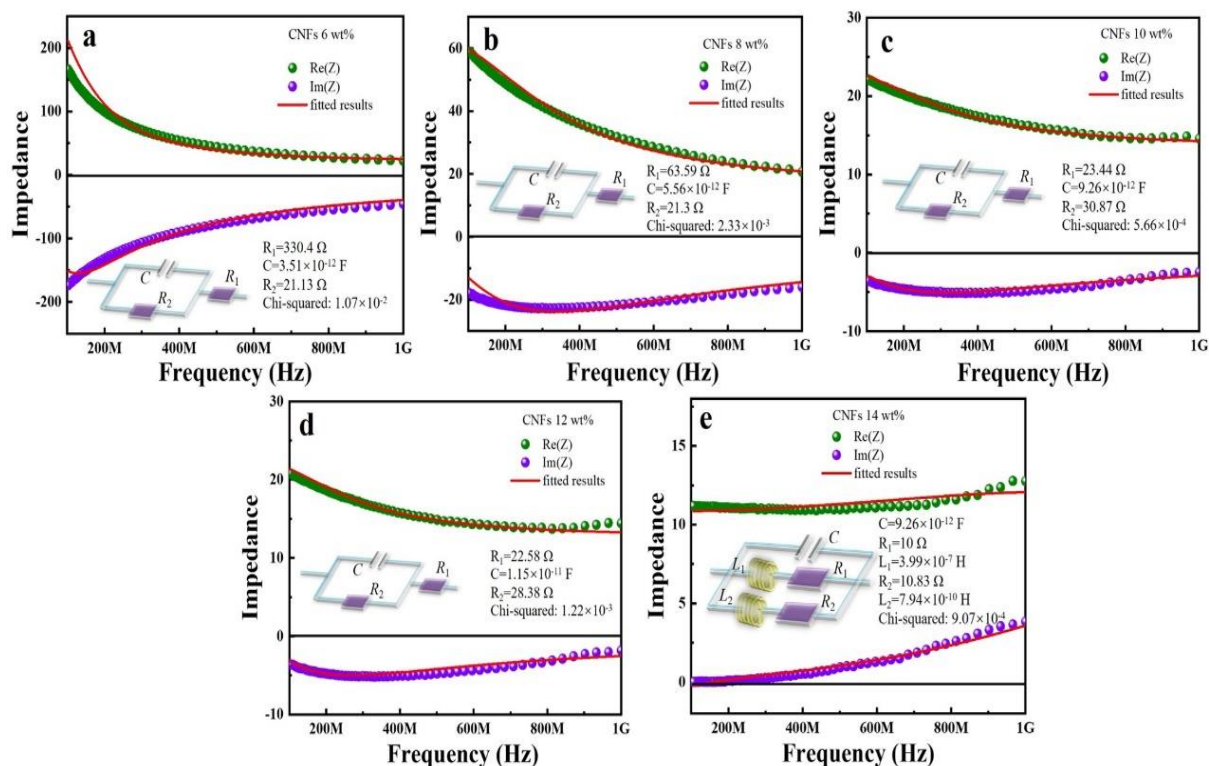 a
CNFs 6 wt%
Re(Z)
Im(Z)
fitted results
Impedance
200
100
0
-100
-200
C
R₂
R₁
R₁=330.4 Ω
C=3.51×10⁻¹² F
R₂=21.13 Ω
Chi-squared: 1.07×10⁻²
200M 400M 600M 800M 1G
Frequency (Hz)
b
CNFs 8 wt%
Re(Z)
Im(Z)
fitted results
Impedance
60
40
20
0
-20
C
R₂
R₁
R₁=63.59 Ω
C=5.56×10⁻¹² F
R₂=21.3 Ω
Chi-squared: 2.33×10⁻³
200M 400M 600M 800M 1G
Frequency (Hz)
c
CNFs 10 wt%
Re(Z)
Im(Z)
fitted results
Impedance
30
20
10
0
-10
C
R₂
R₁
R₁=23.44 Ω
C=9.26×10⁻¹² F
R₂=30.87 Ω
Chi-squared: 5.66×10⁻⁴
200M 400M 600M 800M 1G
Frequency (Hz)
d
CNFs 12 wt%
Re(Z)
Im(Z)
fitted results
Impedance
30
20
10
0
-10
C
R₂
R₁
R₁=22.58 Ω
C=1.15×10⁻¹¹ F
R₂=28.38 Ω
Chi-squared: 1.22×10⁻³
200M 400M 600M 800M 1G
Frequency (Hz)
e
CNFs 14 wt%
Re(Z)
Im(Z)
fitted results
Impedance
15
10
5
0
C
L₁
R₁
L₂
R₂
C=9.26×10⁻¹² F
R₁=10 Ω
L₁=3.99×10⁻⁷ H
R₂=10.83 Ω
L₂=7.94×10⁻¹⁰ H
Chi-squared: 9.07×10⁻⁴
200M 400M 600M 800M 1G
Frequency (Hz)